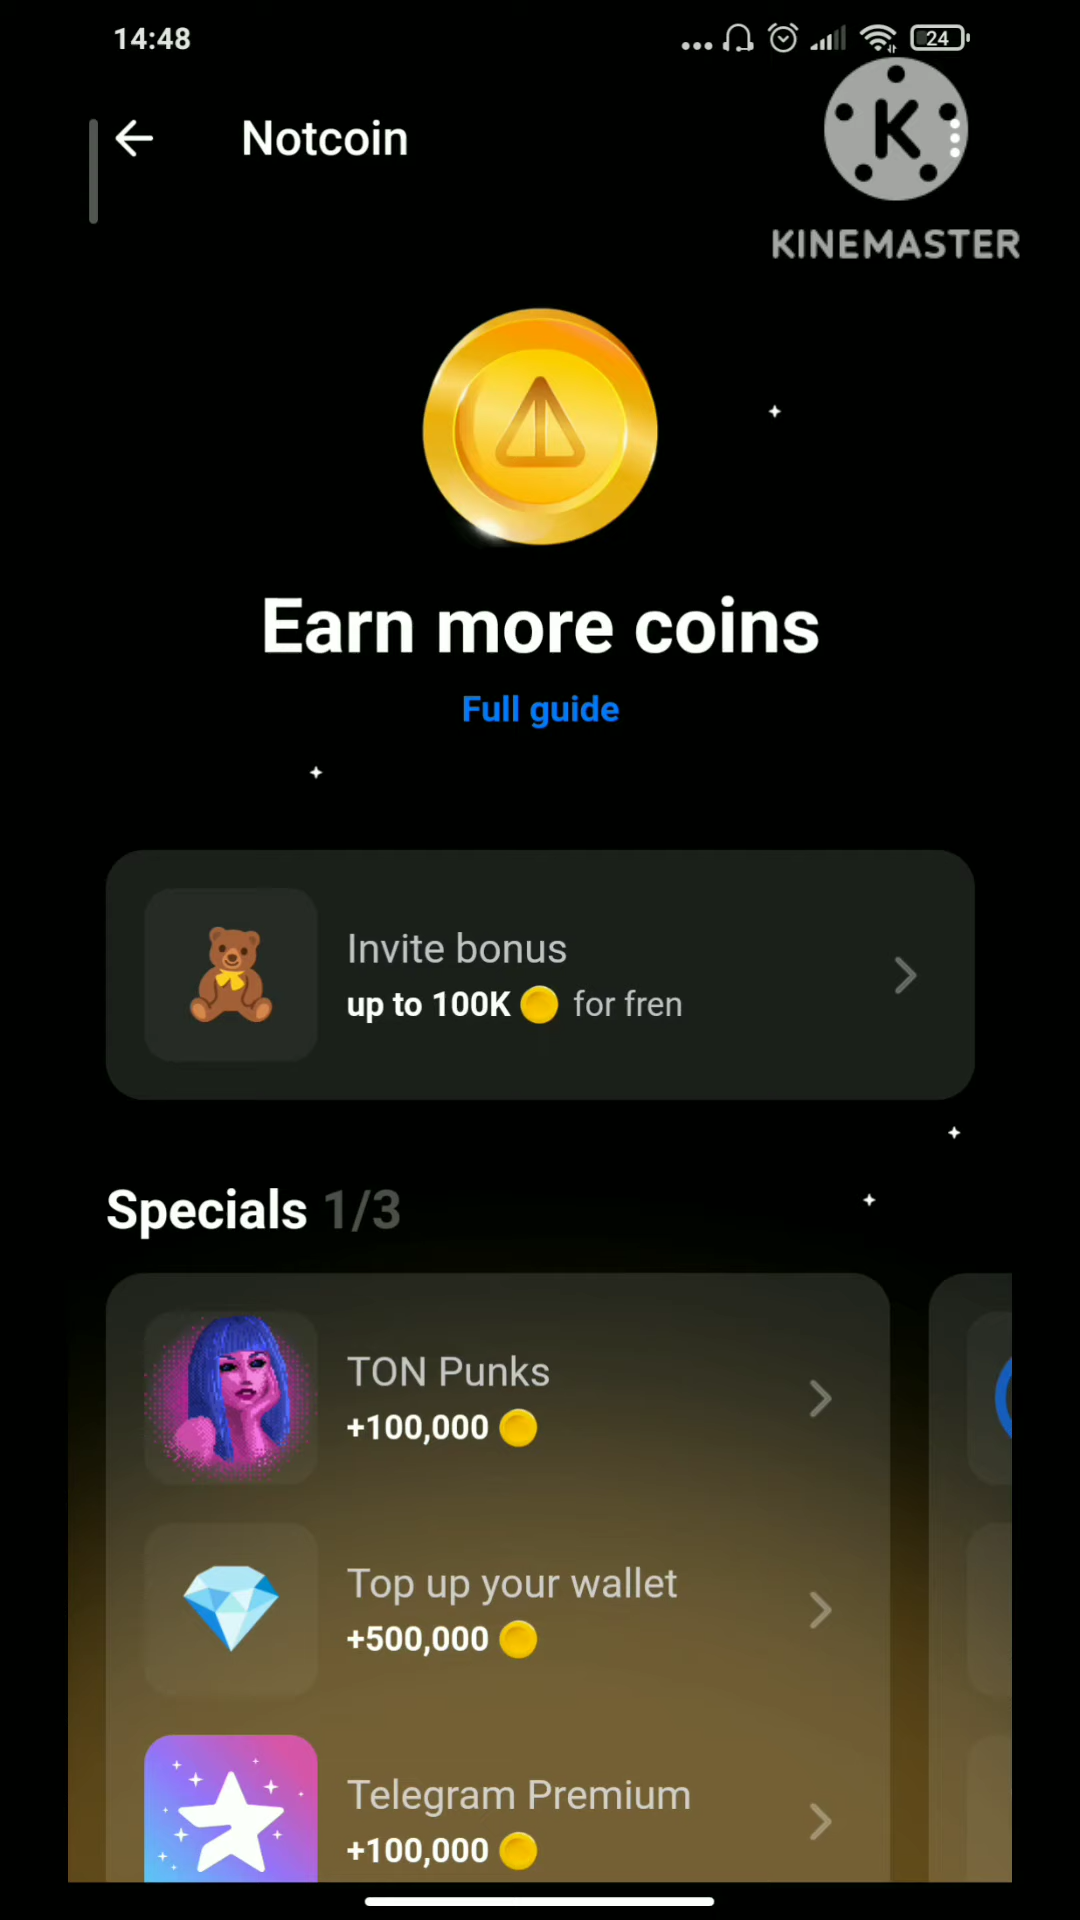 14:48
24
Notcoin
K
KINEMASTER
Earn more coins
Full guide
Invite bonus
up to 100K for fren
Specials 1/3
TON Punks
+100,000
Top up your wallet
+500,000
Telegram Premium
+100,000